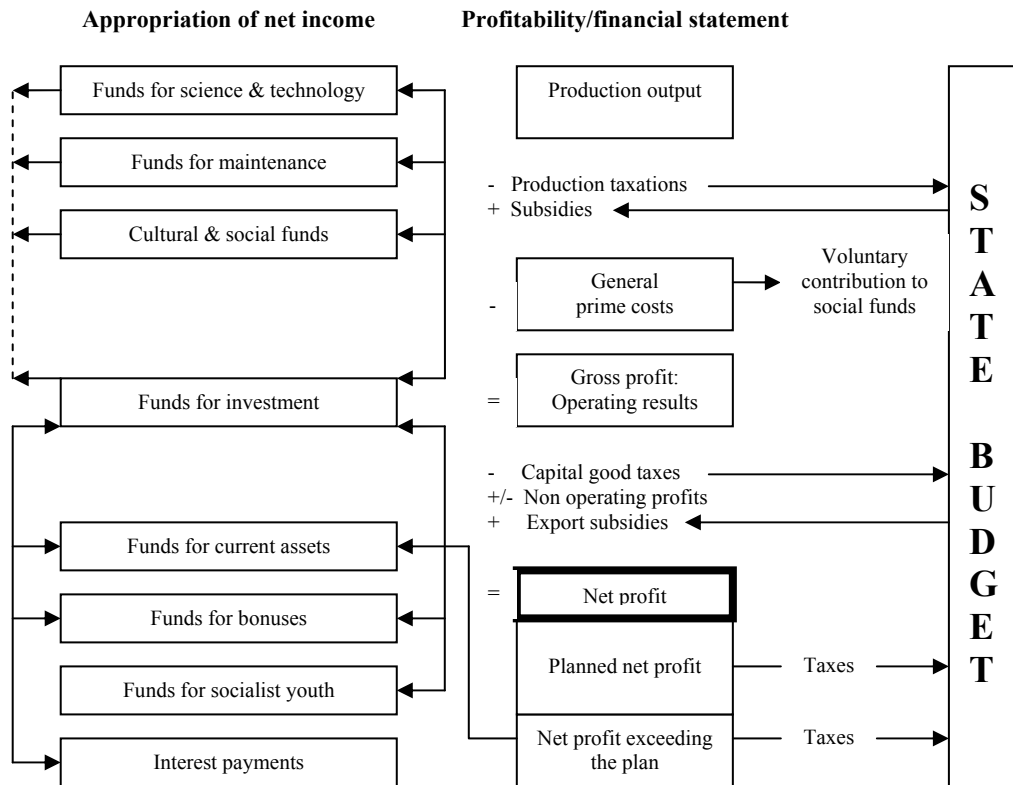 Appropriation of net income
Profitability/financial statement
Funds for science & technology
Funds for maintenance
Cultural & social funds
Funds for investment
Funds for current assets
Funds for bonuses
Funds for socialist youth
Interest payments
Production output
- Production taxations
+ Subsidies
- General
prime costs
Voluntary
contribution to
social funds
= Gross profit:
Operating results
- Capital good taxes
+/- Non operating profits
+ Export subsidies
= Net profit
Planned net profit
Taxes
Net profit exceeding
the plan
Taxes
STATE BUDGET